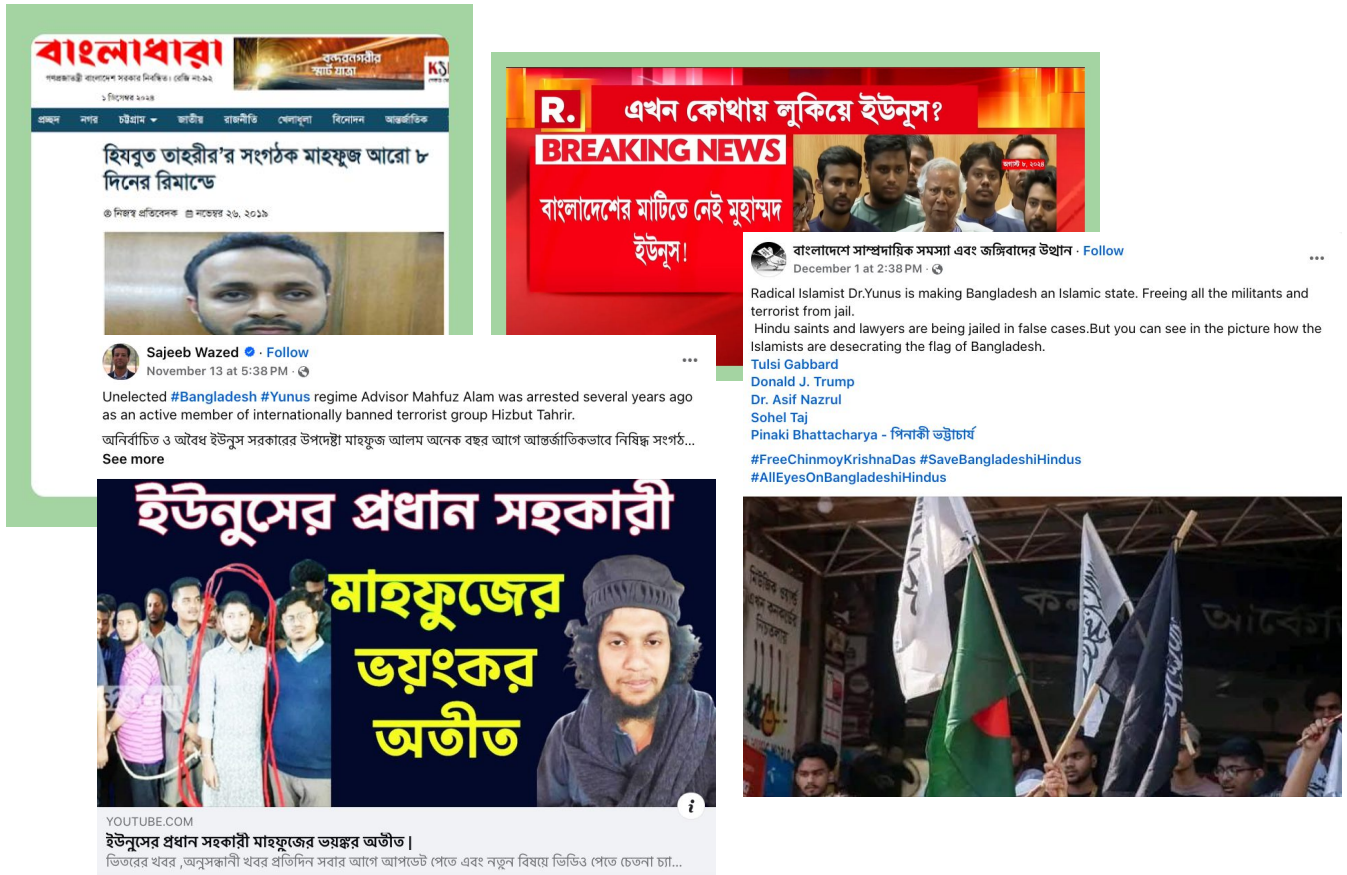 বাংলাধারা
গণপ্রজাতন্ত্রী বাংলাদেশ সরকার নিবন্ধিত। রেজি নং-৯২
বন্দরনগরীর
স্মার্ট যাত্রা
১ ডিসেম্বর ২০২৪
প্রচ্ছদ নগর চট্টগ্রাম জাতীয় রাজনীতি খেলাধুলা বিনোদন আন্তর্জাতিক
হিযবুত তাহরীর’র সংগঠক মাহফুজ আরো ৮
দিনের রিমান্ডে
নিজস্ব প্রতিবেদক নভেম্বর ২৬, ২০১৯
R.
এখন কোথায় লুকিয়ে ইউনূস?
BREAKING NEWS
আগস্ট ৮, ২০২৪
বাংলাদেশের মাটিতে নেই মুহাম্মদ
ইউনূস!
Sajeeb Wazed · Follow
November 13 at 5:38 PM ·
Unelected #Bangladesh #Yunus regime Advisor Mahfuz Alam was arrested several years ago
as an active member of internationally banned terrorist group Hizbut Tahrir.
অনির্বাচিত ও অবৈধ ইউনুস সরকারের উপদেষ্টা মাহফুজ আলম অনেক বছর আগে আন্তর্জাতিকভাবে নিষিদ্ধ সংগঠ...
See more
ইউনুসের প্রধান সহকারী
মাহফুজের
ভয়ংকর
অতীত
YOUTUBE.COM
ইউনুসের প্রধান সহকারী মাহফুজের ভয়ঙ্কর অতীত |
ভিতরের খবর ,অনুসন্ধানী খবর প্রতিদিন সবার আগে আপডেট পেতে এবং নতুন বিষয়ে ভিডিও পেতে চেতনা চ্যা...
বাংলাদেশে সাম্প্রদায়িক সমস্যা এবং জঙ্গিবাদের উত্থান · Follow
December 1 at 2:38 PM ·
Radical Islamist Dr.Yunus is making Bangladesh an Islamic state. Freeing all the militants and
terrorist from jail.
Hindu saints and lawyers are being jailed in false cases.But you can see in the picture how the
Islamists are desecrating the flag of Bangladesh.
Tulsi Gabbard
Donald J. Trump
Dr. Asif Nazrul
Sohel Taj
Pinaki Bhattacharya - পিনাকী ভট্টাচার্য
#FreeChinmoyKrishnaDas #SaveBangladeshiHindus
#AllEyesOnBangladeshiHindus